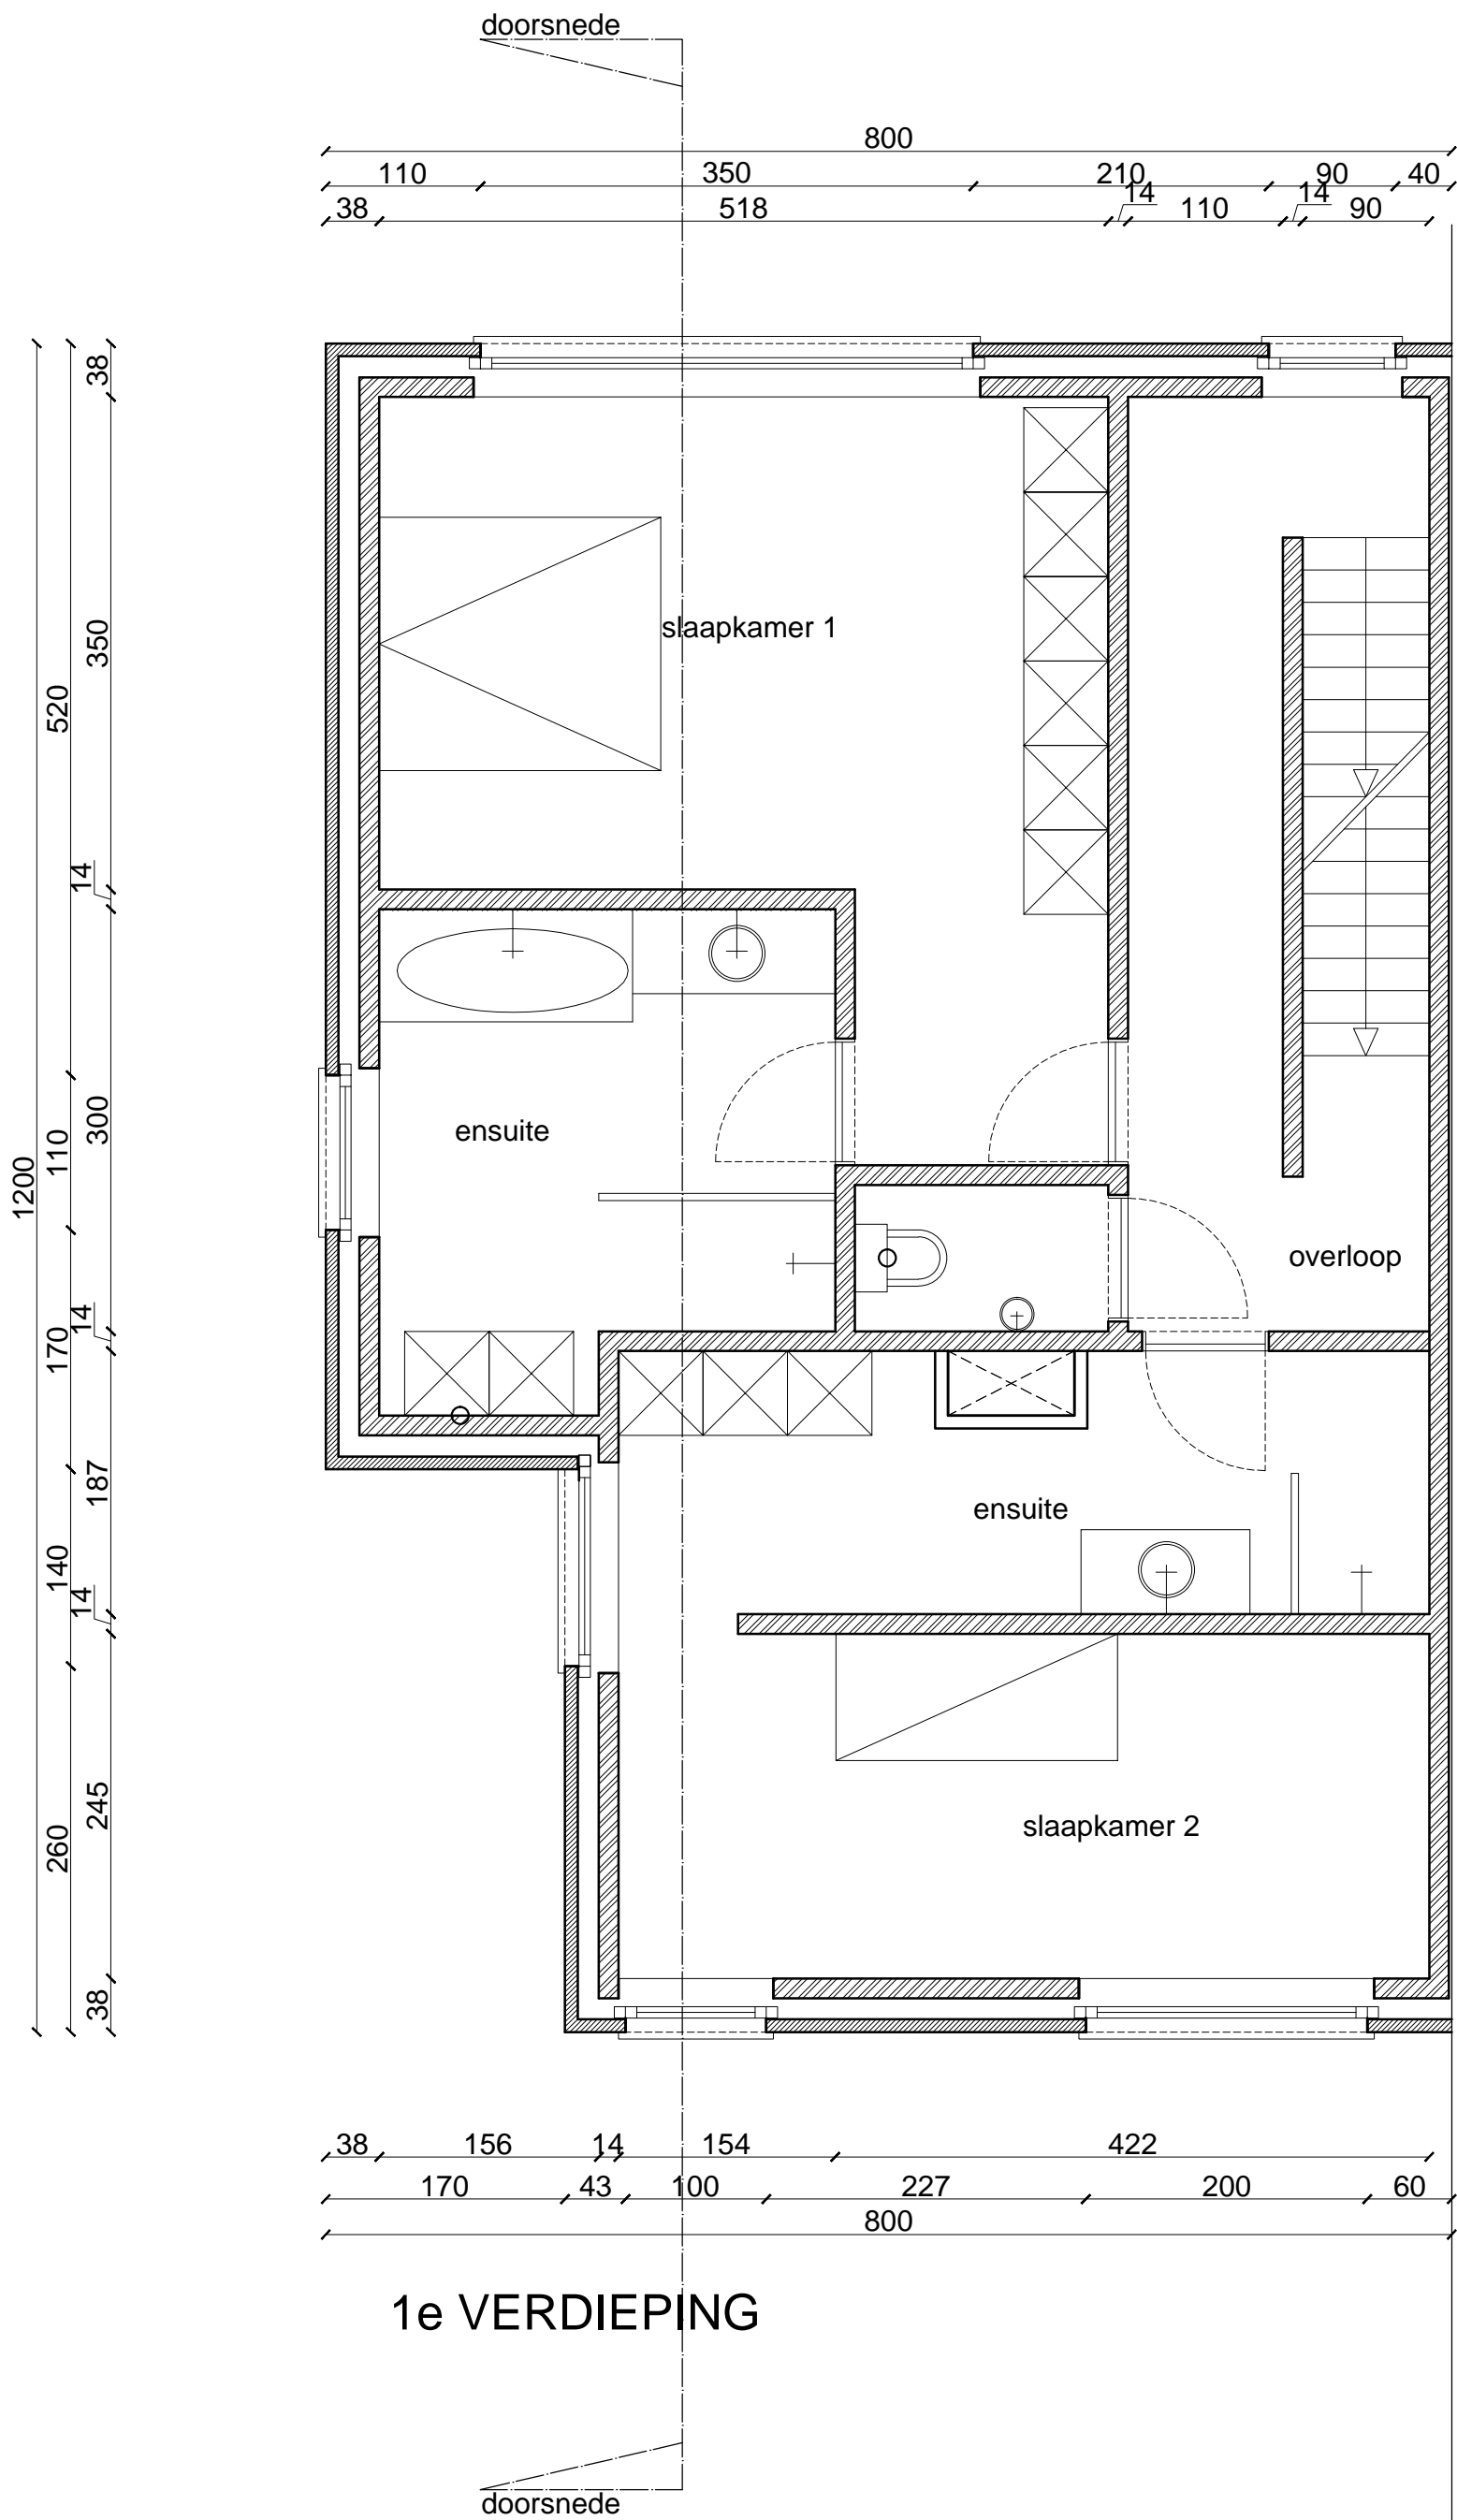 doorsnede
800
110 350 210 90 40
38 518 14 110 14 90
38
350
520
14
slaapkamer 1
300
110
1200
ensuite
overloop
14
170
187
ensuite
140
14
245
260
slaapkamer 2
38
38 156 14 154 422
170 43 100 227 200 60
800
1e VERDIEPING
doorsnede